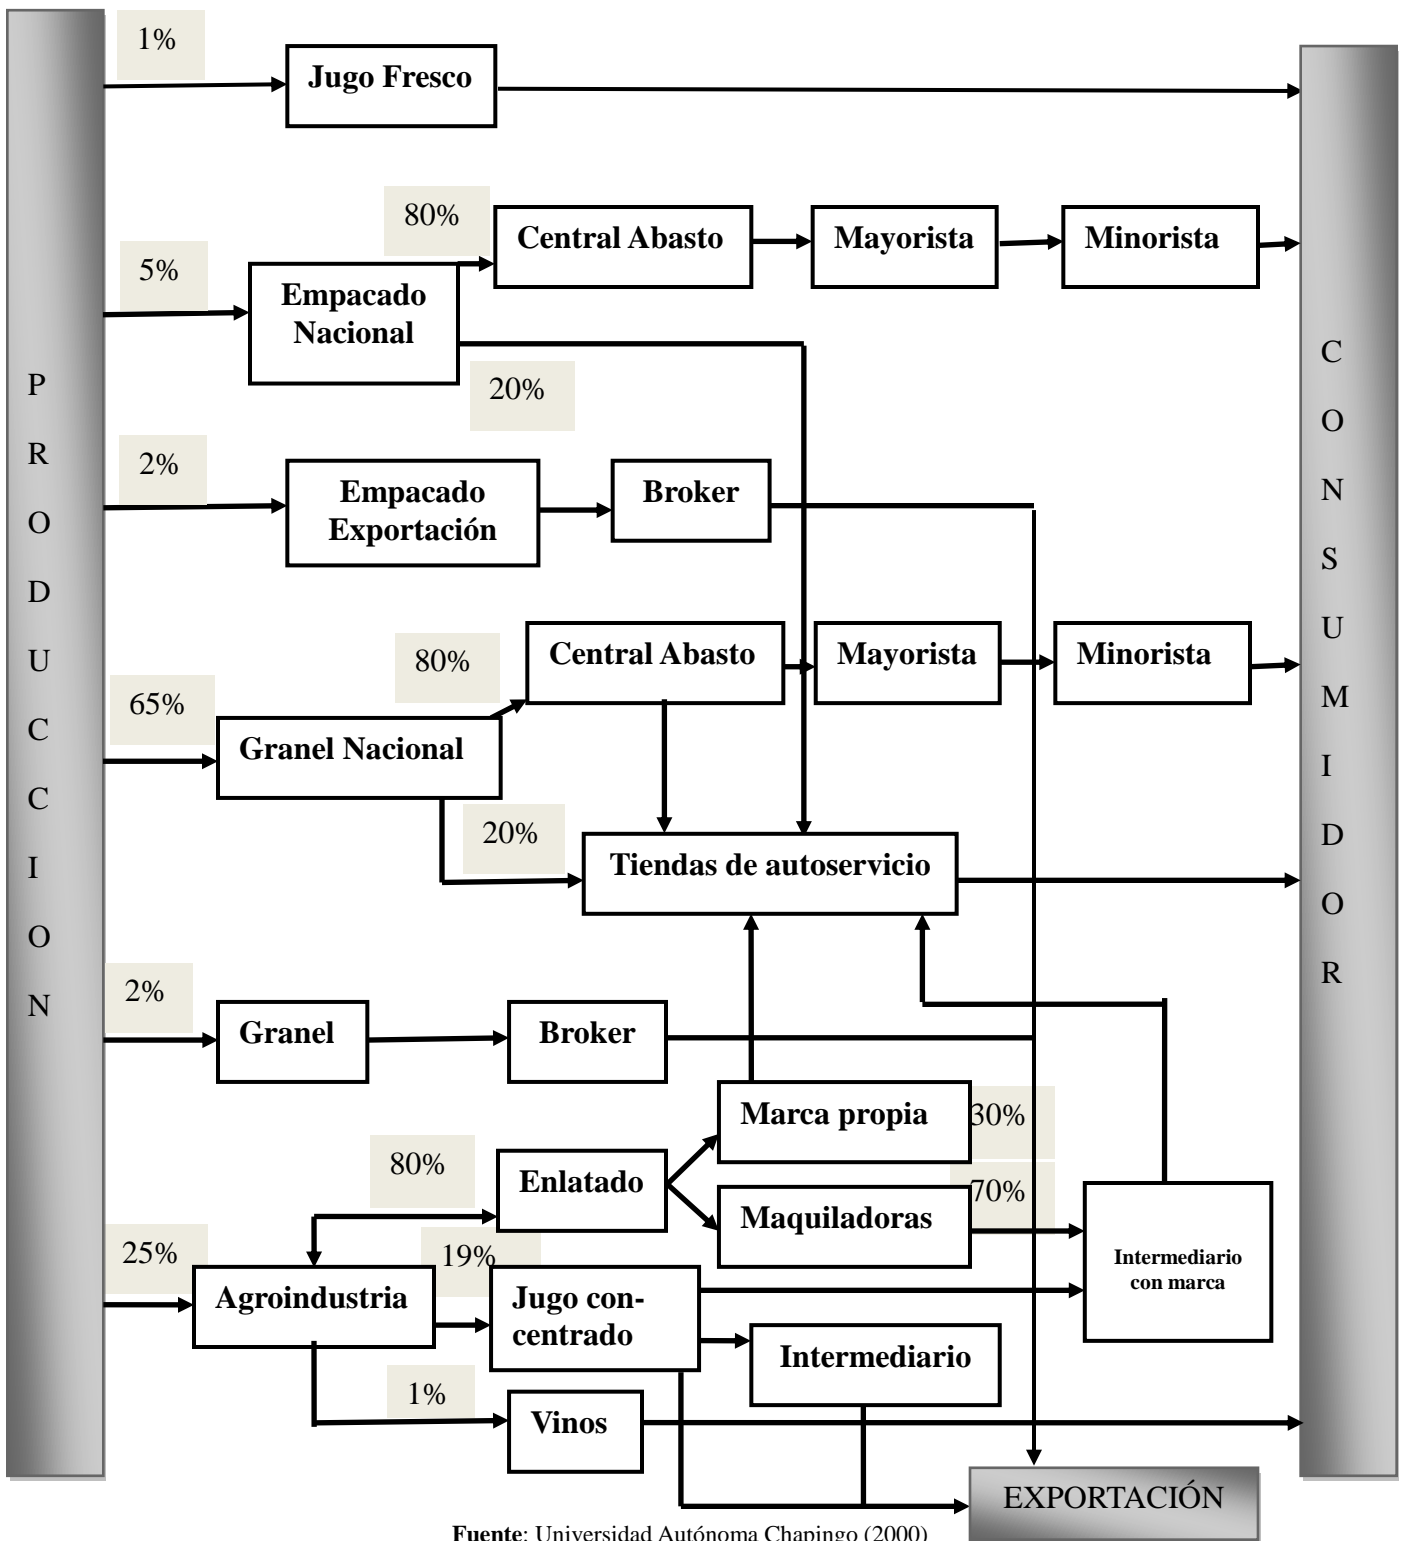 1%
Jugo Fresco
80%
Central Abasto
Mayorista
Minorista
5%
Empacado
Nacional
20%
2%
Empacado
Exportación
Broker
80%
Central Abasto
Mayorista
Minorista
65%
Granel Nacional
20%
Tiendas de autoservicio
2%
Granel
Broker
Marca propia
30%
80%
Enlatado
Maquiladoras
70%
25%
Agroindustria
19%
Jugo con-
centrado
Intermediario
con marca
Intermediario
1%
Vinos
EXPORTACIÓN
P
R
O
D
U
C
C
I
O
N
C
O
N
S
U
M
I
D
O
R
Fuente: Universidad Autónoma Chapingo (2000)